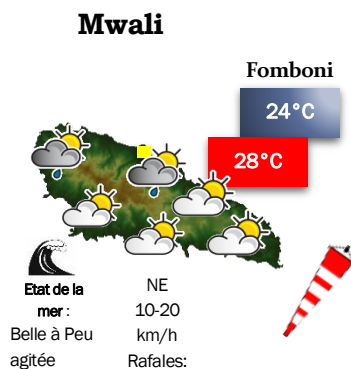 Mwali
Fomboni
24°C
28°C
Etat de la
mer :
Belle à Peu
agitée
NE
10-20
km/h
Rafales: